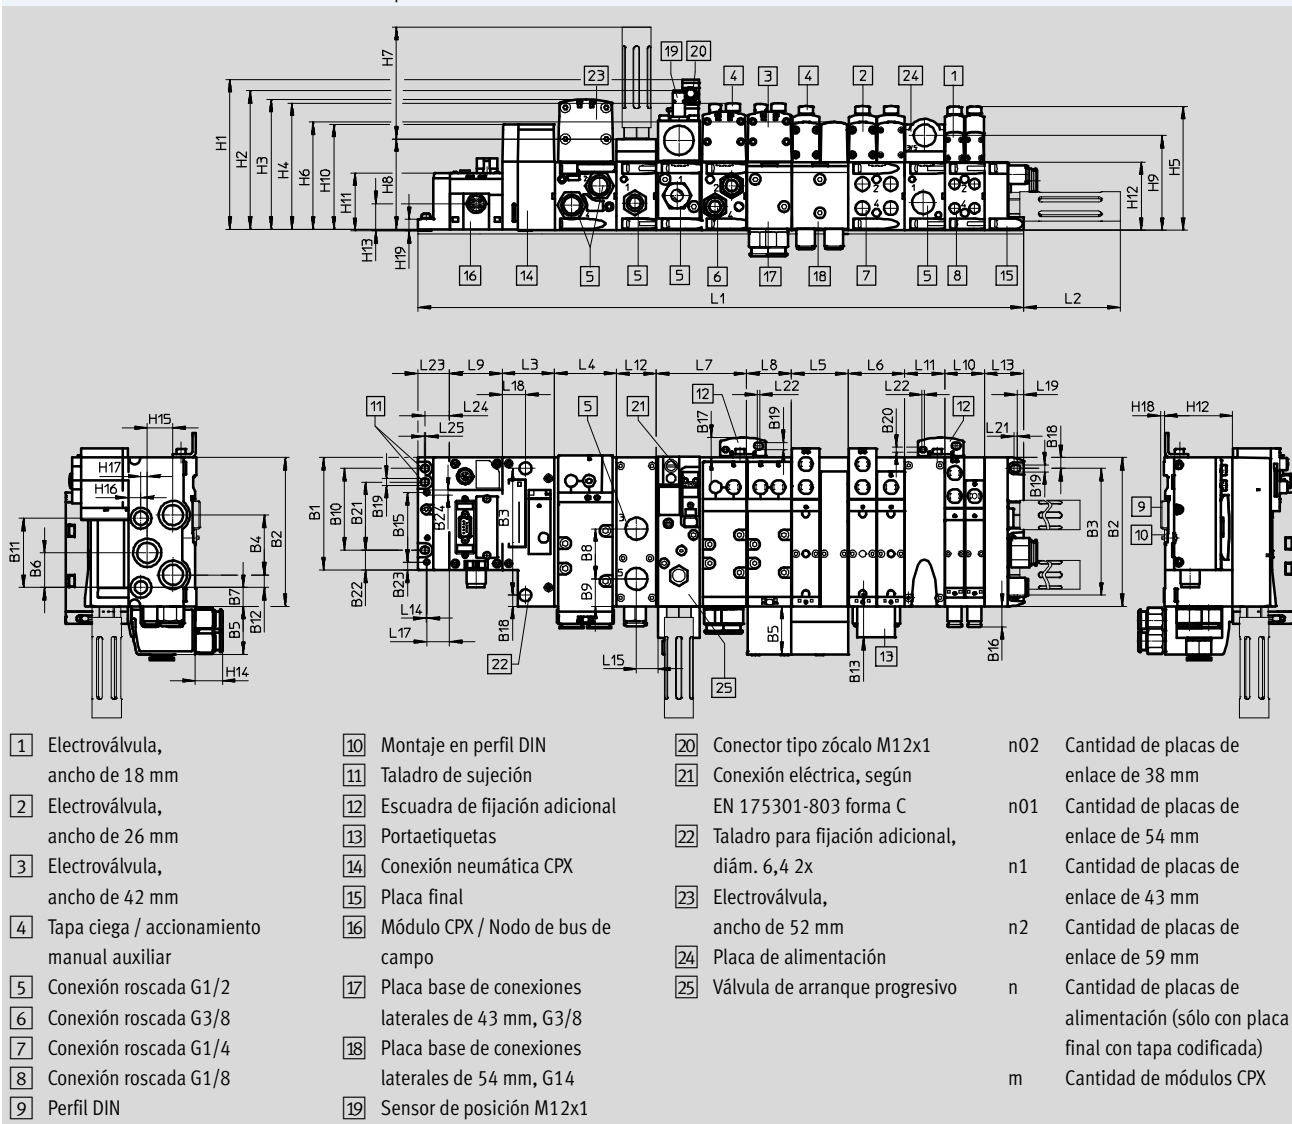 H7
19
20
23
4
3
4
2
24
1
H1
H2
H3
H4
H6
H10
H8
H11
H13
H19
H12
H9
H5
16
14
5
5
5
6
17
18
7
5
8
15
L1
L2
L23
L9
L3
L4
L12
L7
L8
L5
L6
L11
L10
L13
L18
L24
L25
11
5
21
12
B17
L22
B19
B20
L22
12
L19
L21
B18
B19
H15
H17
H16
B11
B6
B4
B2
B7
B12
B5
H14
B1
B10
B21
B19
B15
B24
B3
B22
B23
L14
L17
B18
22
B8
B9
L15
25
B5
B13
13
B16
B3
B2
H18
H12
9
10
1 Electroválvula,
ancho de 18 mm
2 Electroválvula,
ancho de 26 mm
3 Electroválvula,
ancho de 42 mm
4 Tapa ciega / accionamiento
manual auxiliar
5 Conexión roscada G1/2
6 Conexión roscada G3/8
7 Conexión roscada G1/4
8 Conexión roscada G1/8
9 Perfil DIN
10 Montaje en perfil DIN
11 Taladro de sujeción
12 Escuadra de fijación adicional
13 Portaetiquetas
14 Conexión neumática CPX
15 Placa final
16 Módulo CPX / Nodo de bus de
campo
17 Placa base de conexiones
laterales de 43 mm, G3/8
18 Placa base de conexiones
laterales de 54 mm, G14
19 Sensor de posición M12x1
20 Conector tipo zócalo M12x1
21 Conexión eléctrica, según
EN 175301-803 forma C
22 Taladro para fijación adicional,
diám. 6,4 2x
23 Electroválvula,
ancho de 52 mm
24 Placa de alimentación
25 Válvula de arranque progresivo
n02 Cantidad de placas de
enlace de 38 mm
n01 Cantidad de placas de
enlace de 54 mm
n1 Cantidad de placas de
enlace de 43 mm
n2 Cantidad de placas de
enlace de 59 mm
n Cantidad de placas de
alimentación (sólo con placa
final con tapa codificada)
m Cantidad de módulos CPX